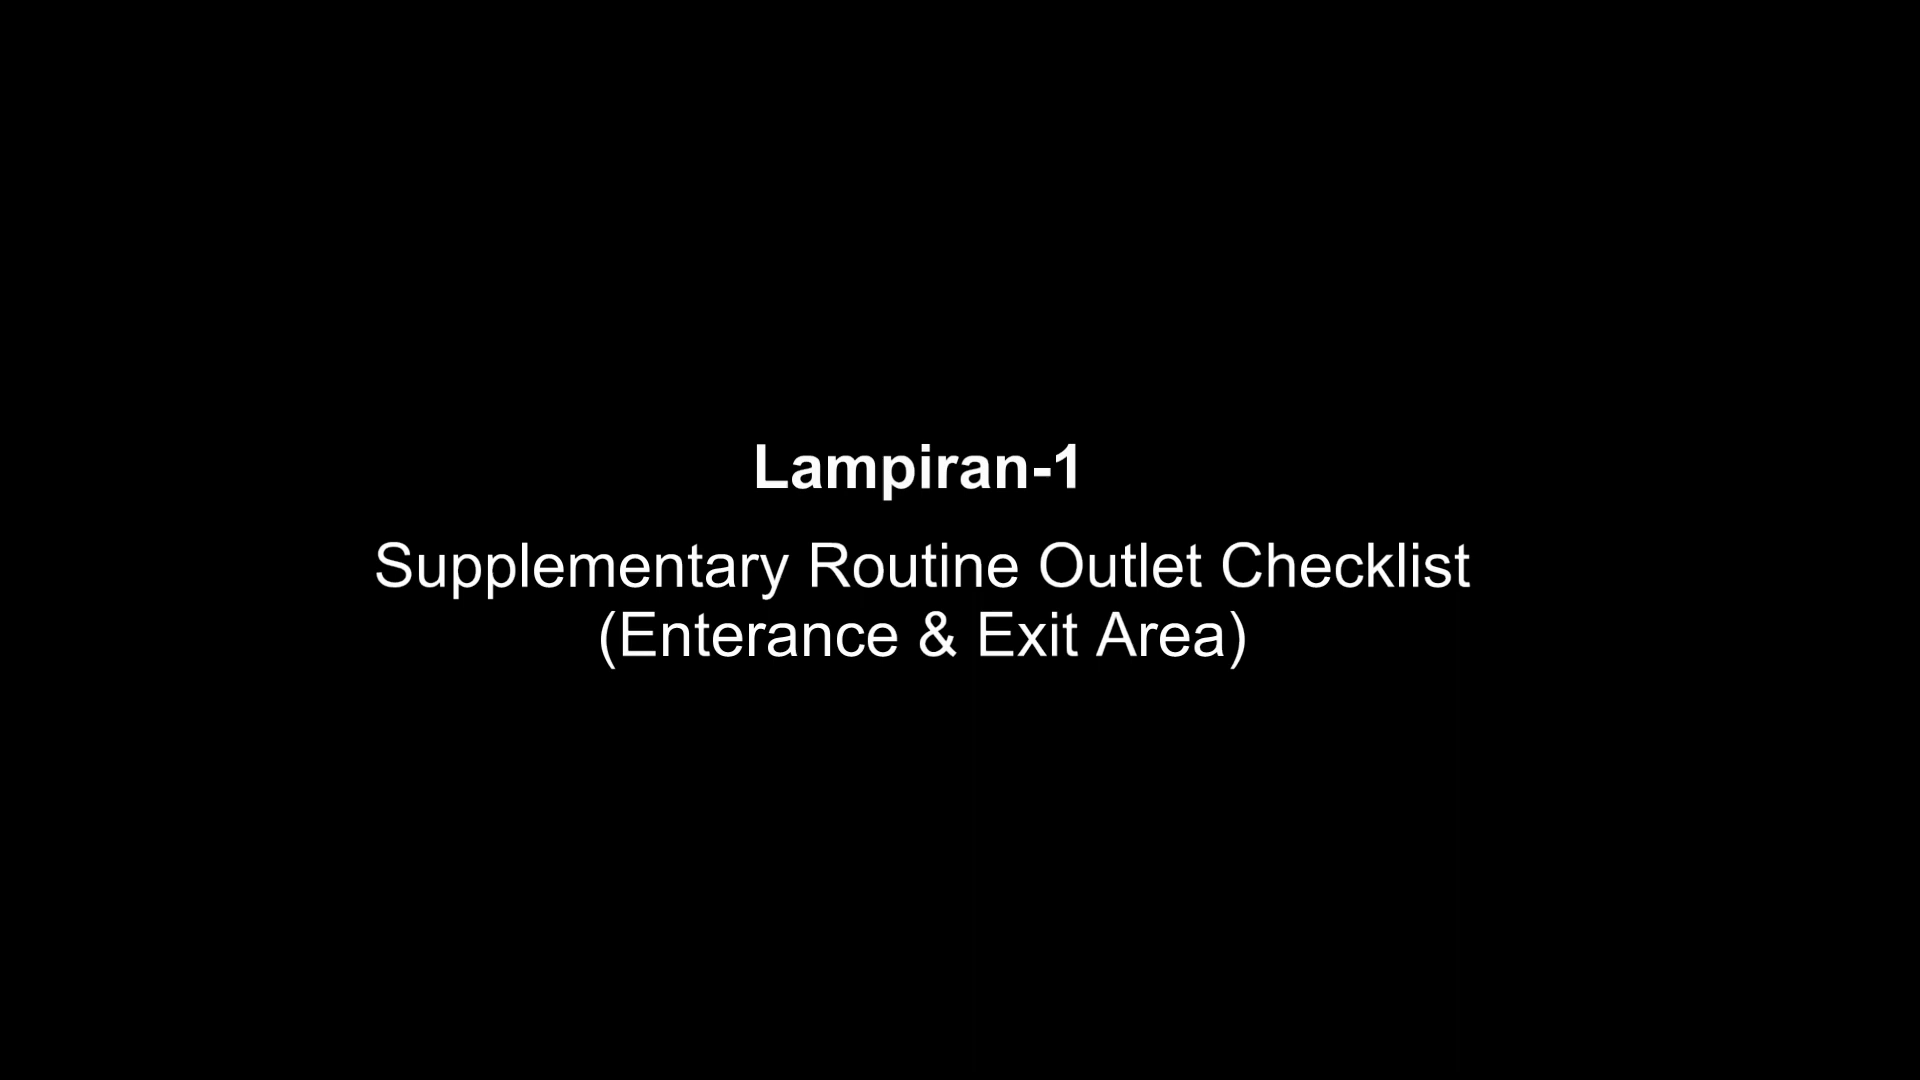 Lampiran-1
Supplementary Routine Outlet Checklist
(Enterance & Exit Area)